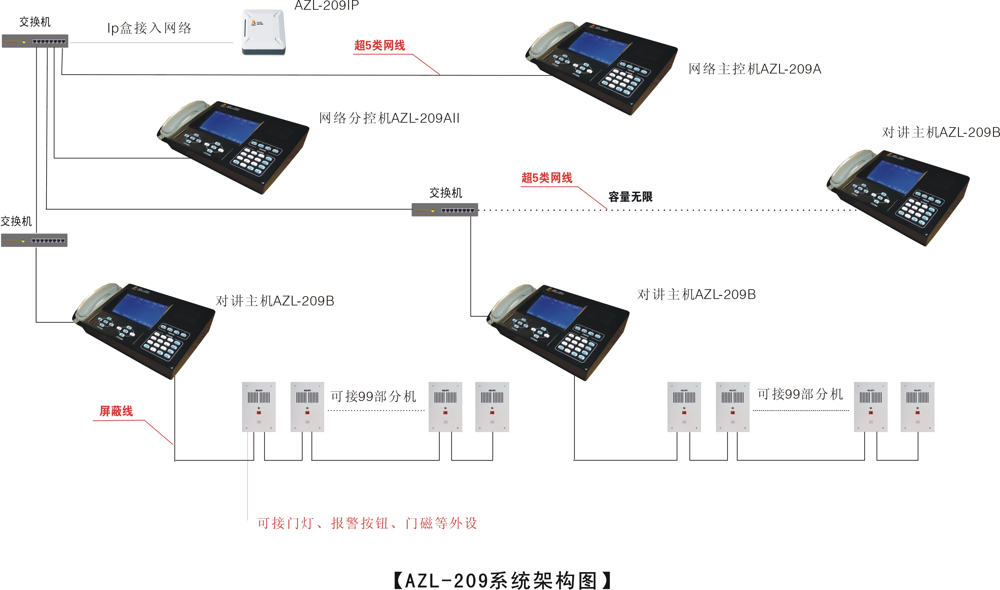 AZL-209IP
交换机
Ip盒接入网络
超5类网线
AZL-209A
网络主控机AZL-209A
AZL-209A
网络分控机AZL-209AII
对讲主机AZL-209B
超5类网线
容量无限
交换机
交换机
对讲主机AZL-209B
对讲主机AZL-209B
可接99部分机
可接99部分机
屏蔽线
可接门灯、报警按钮、门磁等外设
【AZL-209系统架构图】